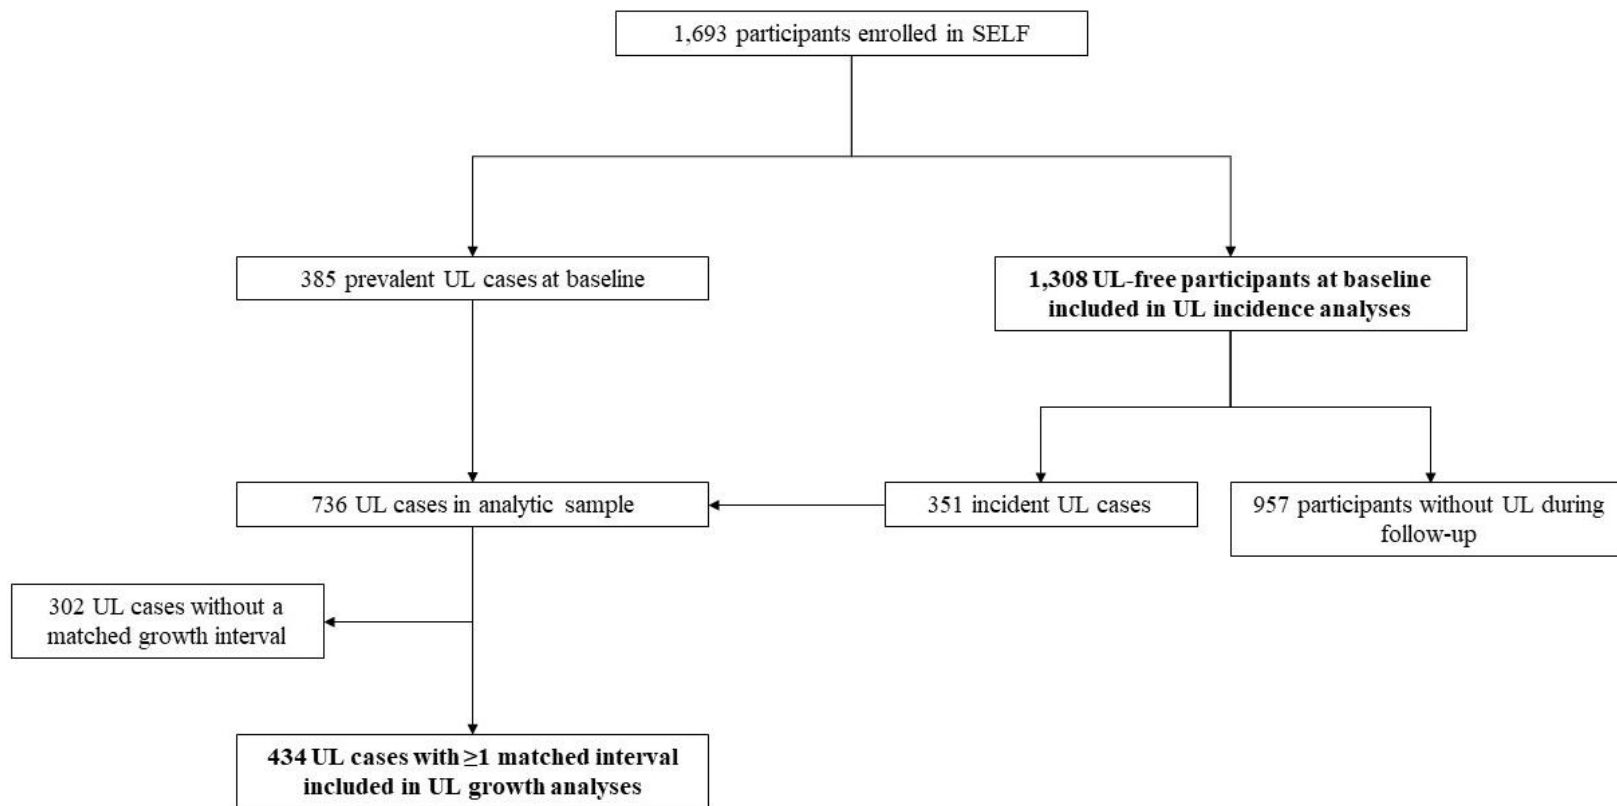 1,693 participants enrolled in SELF
385 prevalent UL cases at baseline
1,308 UL-free participants at baseline
included in UL incidence analyses
736 UL cases in analytic sample
351 incident UL cases
957 participants without UL during
follow-up
302 UL cases without a
matched growth interval
434 UL cases with ≥1 matched interval
included in UL growth analyses